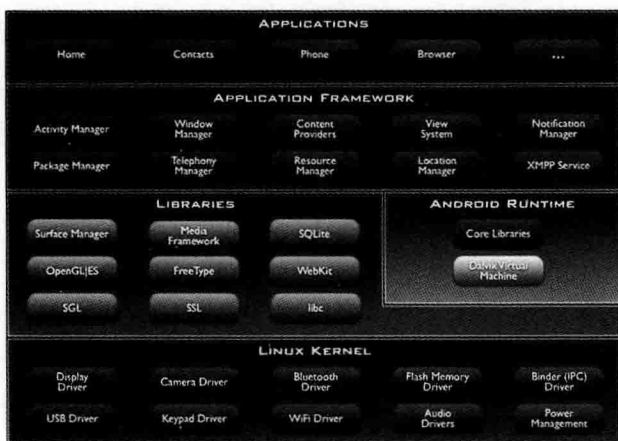 APPLICATIONS
Home Contacts Phone Browser ...
APPLICATION FRAMEWORK
Activity Manager Window Manager Content Providers View System Notification Manager
Package Manager Telephony Manager Resource Manager Location Manager XMPP Service
LIBRARIES
Surface Manager Media Framework SQLite
OpenGL|ES FreeType WebKit
SGL SSL libc
ANDROID RUNTIME
Core Libraries
Dalvik Virtual Machine
LINUX KERNEL
Display Driver Camera Driver Bluetooth Driver Flash Memory Driver Binder (IPC) Driver
USB Driver Keypad Driver WiFi Driver Audio Drivers Power Management